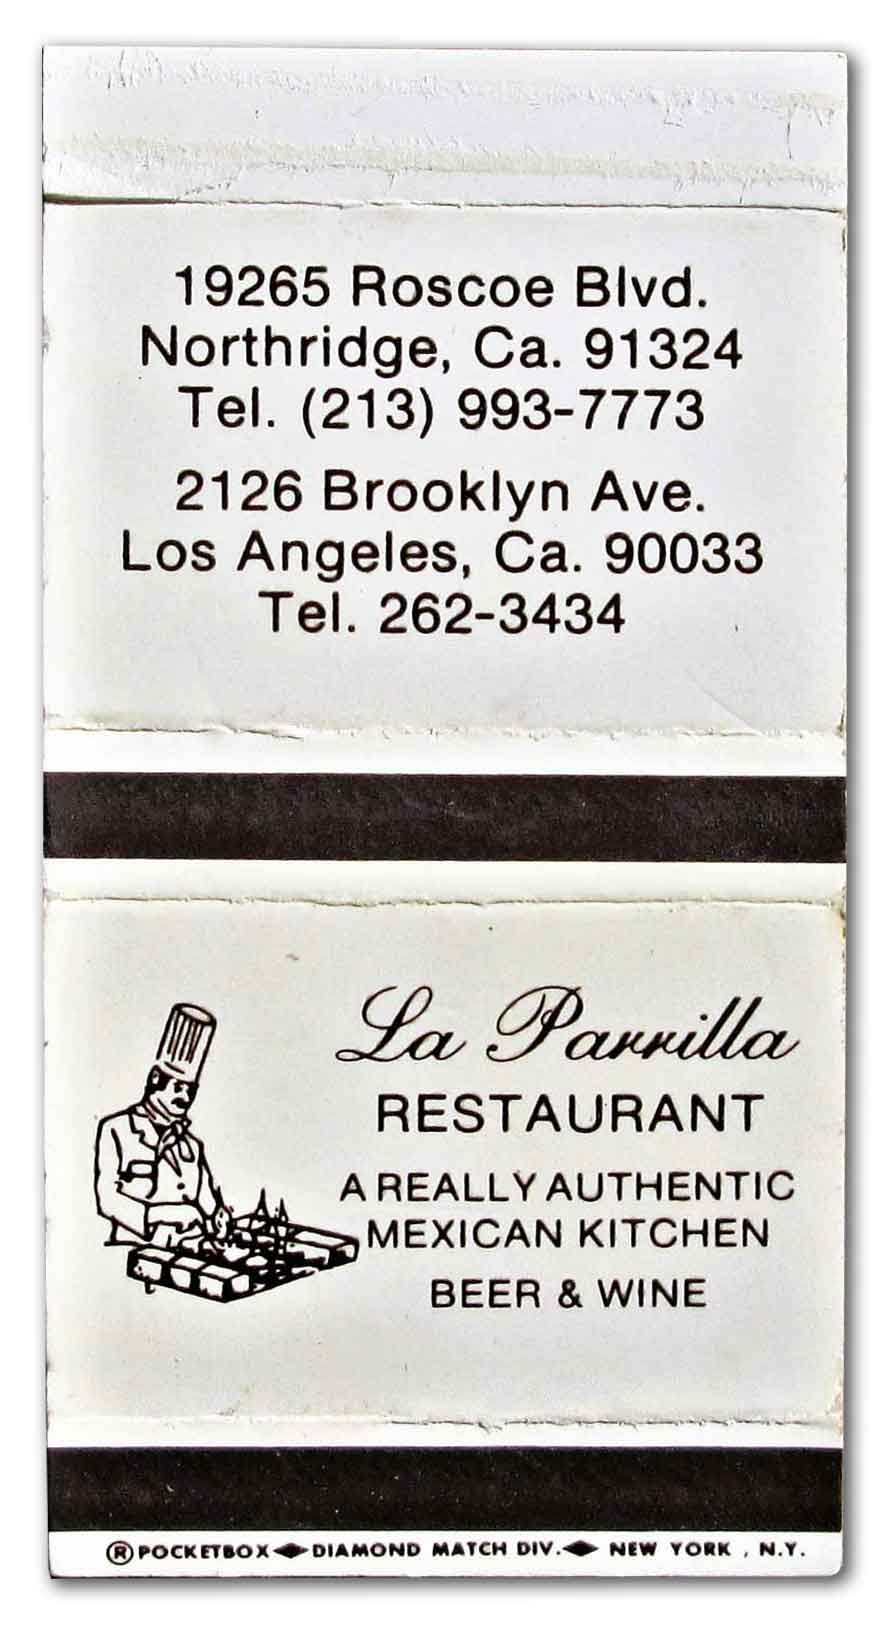 19265 Roscoe Blvd.
Northridge, Ca. 91324
Tel. (213) 993-7773
2126 Brooklyn Ave.
Los Angeles, Ca. 90033
Tel. 262-3434
La Parrilla
RESTAURANT
A REALLY AUTHENTIC
MEXICAN KITCHEN
BEER & WINE
® POCKETBOX ◆ DIAMOND MATCH DIV. ◆ NEW YORK, N.Y.